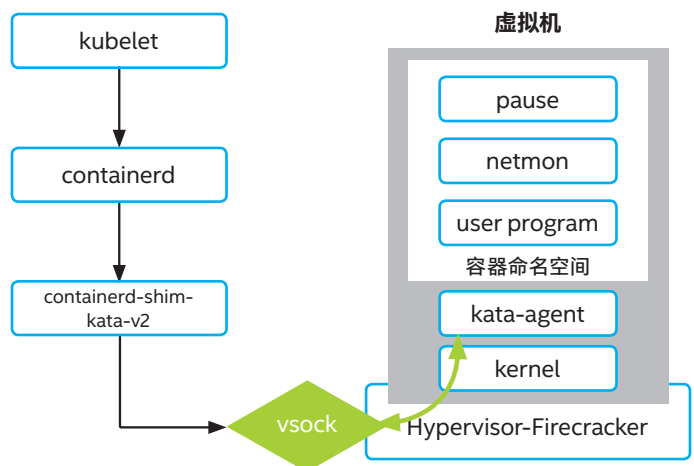 kubelet
containerd
containerd-shim-
kata-v2
vsock
虚拟机
pause
netmon
user program
容器命名空间
kata-agent
kernel
Hypervisor-Firecracker